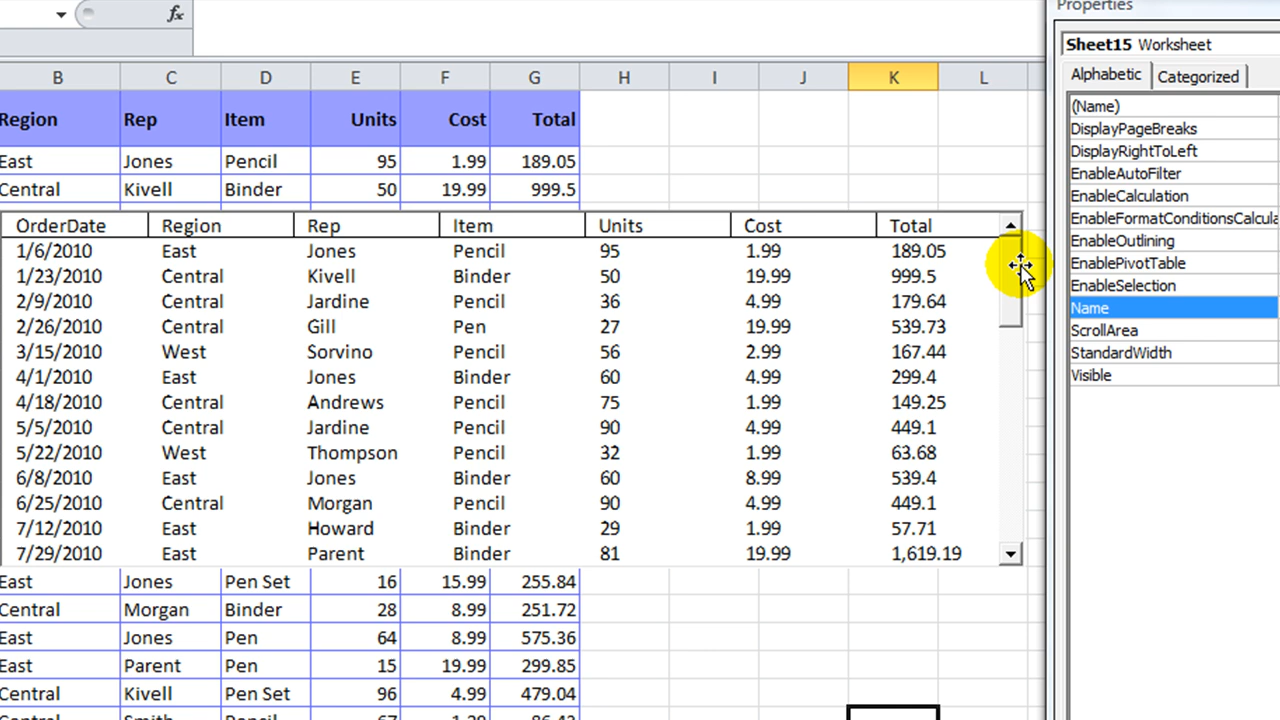 Properties
fx
Sheet15 Worksheet
Alphabetic Categorized
B C D E F G H I J K L
(Name)
DisplayPageBreaks
DisplayRightToLeft
EnableAutoFilter
EnableCalculation
EnableFormatConditionsCalcula
EnableOutlining
EnablePivotTable
EnableSelection
Name
ScrollArea
StandardWidth
Visible
Region Rep Item Units Cost Total
East Jones Pencil 95 1.99 189.05
Central Kivell Binder 50 19.99 999.5
OrderDate Region Rep Item Units Cost Total
1/6/2010 East Jones Pencil 95 1.99 189.05
1/23/2010 Central Kivell Binder 50 19.99 999.5
2/9/2010 Central Jardine Pencil 36 4.99 179.64
2/26/2010 Central Gill Pen 27 19.99 539.73
3/15/2010 West Sorvino Pencil 56 2.99 167.44
4/1/2010 East Jones Binder 60 4.99 299.4
4/18/2010 Central Andrews Pencil 75 1.99 149.25
5/5/2010 Central Jardine Pencil 90 4.99 449.1
5/22/2010 West Thompson Pencil 32 1.99 63.68
6/8/2010 East Jones Binder 60 8.99 539.4
6/25/2010 Central Morgan Pencil 90 4.99 449.1
7/12/2010 East Howard Binder 29 1.99 57.71
7/29/2010 East Parent Binder 81 19.99 1,619.19
East Jones Pen Set 16 15.99 255.84
Central Morgan Binder 28 8.99 251.72
East Jones Pen 64 8.99 575.36
East Parent Pen 15 19.99 299.85
Central Kivell Pen Set 96 4.99 479.04
Central Smith Pencil 67 1.29 86.43